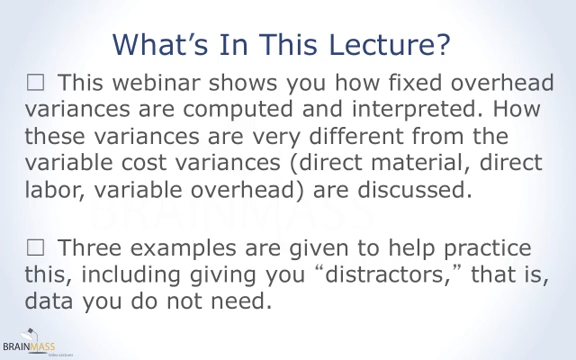 What's In This Lecture?
☐ This webinar shows you how fixed overhead
variances are computed and interpreted. How
these variances are very different from the
variable cost variances (direct material, direct
labor, variable overhead) are discussed.
☐ Three examples are given to help practice
this, including giving you “distractors,” that is,
data you do not need.
BRAINMASS